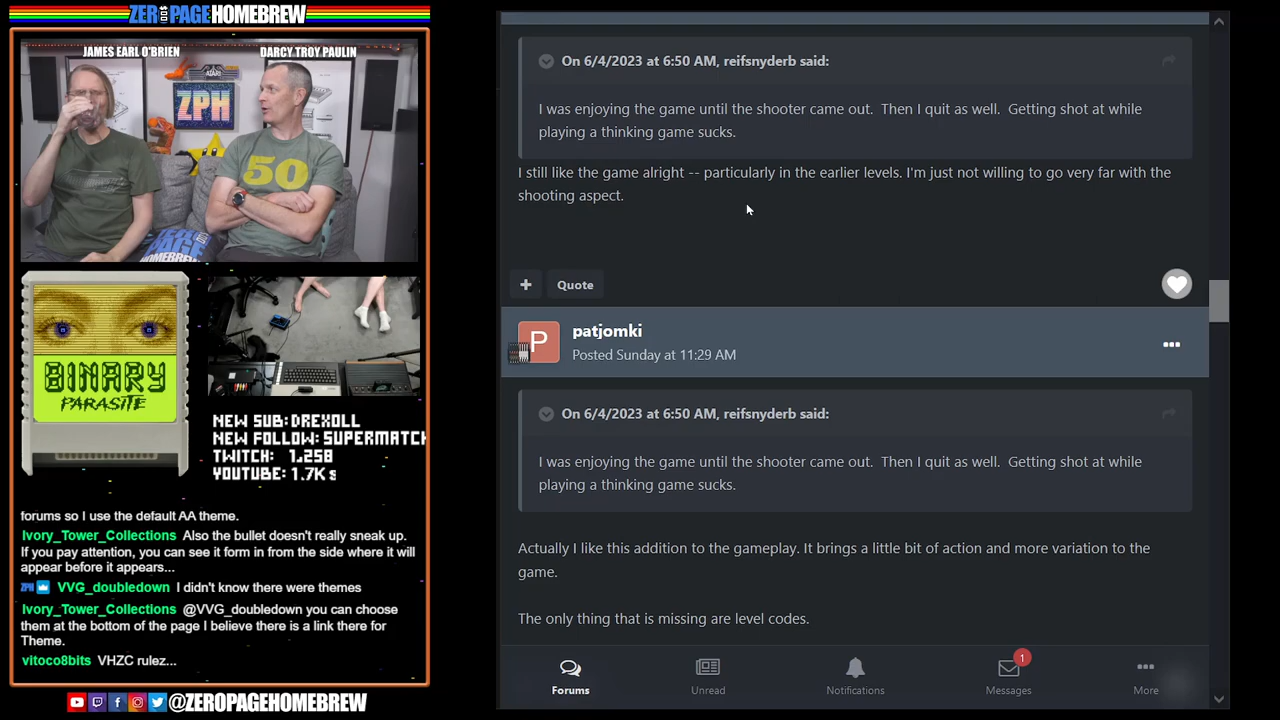 ZEROPAGE HOMEBREW
JAMES EARL O'BRIEN
DARCY TROY PAULIN
ATARI
ZPH
50
BINARY
PARASITE
NEW SUB:DREXOLL
NEW FOLLOW:SUPERMATCH
TWITCH: 1,258
YOUTUBE: 1.7K s
forums so I use the default AA theme.
Ivory_Tower_Collections Also the bullet doesn't really sneak up.
If you pay attention, you can see it form in from the side where it will
appear before it appears...
ZPH VVG_doubledown I didn't know there were themes
Ivory_Tower_Collections @VVG_doubledown you can choose
them at the bottom of the page I believe there is a link there for
Theme.
vitoco8bits VHZC rulez...
@ZEROPAGEHOMEBREW
On 6/4/2023 at 6:50 AM, reifsnyderb said:
I was enjoying the game until the shooter came out. Then I quit as well. Getting shot at while
playing a thinking game sucks.
I still like the game alright -- particularly in the earlier levels. I'm just not willing to go very far with the
shooting aspect.
+ Quote
P
patjomki
Posted Sunday at 11:29 AM
On 6/4/2023 at 6:50 AM, reifsnyderb said:
I was enjoying the game until the shooter came out. Then I quit as well. Getting shot at while
playing a thinking game sucks.
Actually I like this addition to the gameplay. It brings a little bit of action and more variation to the
game.
The only thing that is missing are level codes.
1
Forums Unread Notifications Messages More